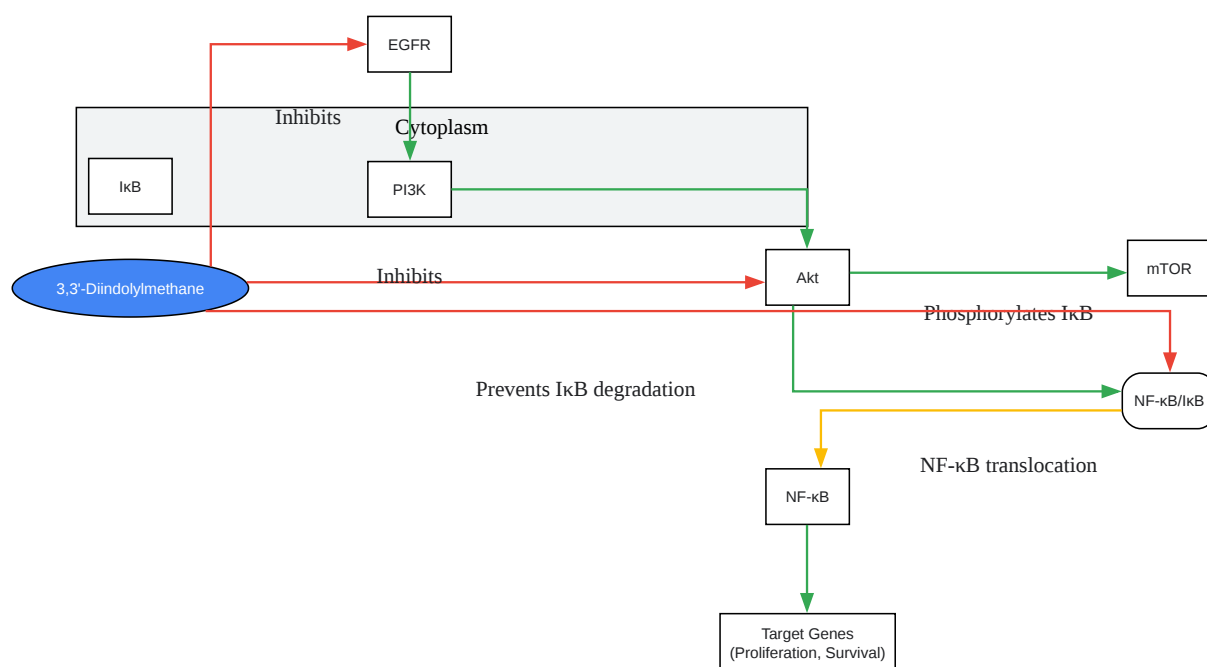 EGFR
Inhibits
Cytoplasm
IκB
PI3K
3,3'-Diindolylmethane
Inhibits
Akt
mTOR
Phosphorylates IκB
Prevents IκB degradation
NF-κB/IκB
NF-κB translocation
NF-κB
Target Genes
(Proliferation, Survival)